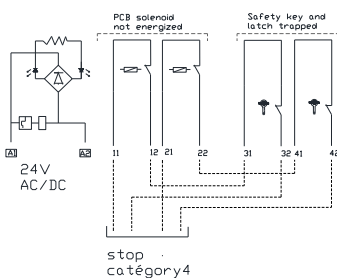 PCB solenoid
not energized
Safety key and
latch trapped
A1 A2 11 12 21 22 31 32 41 42
24V
AC/DC
stop
catégory4